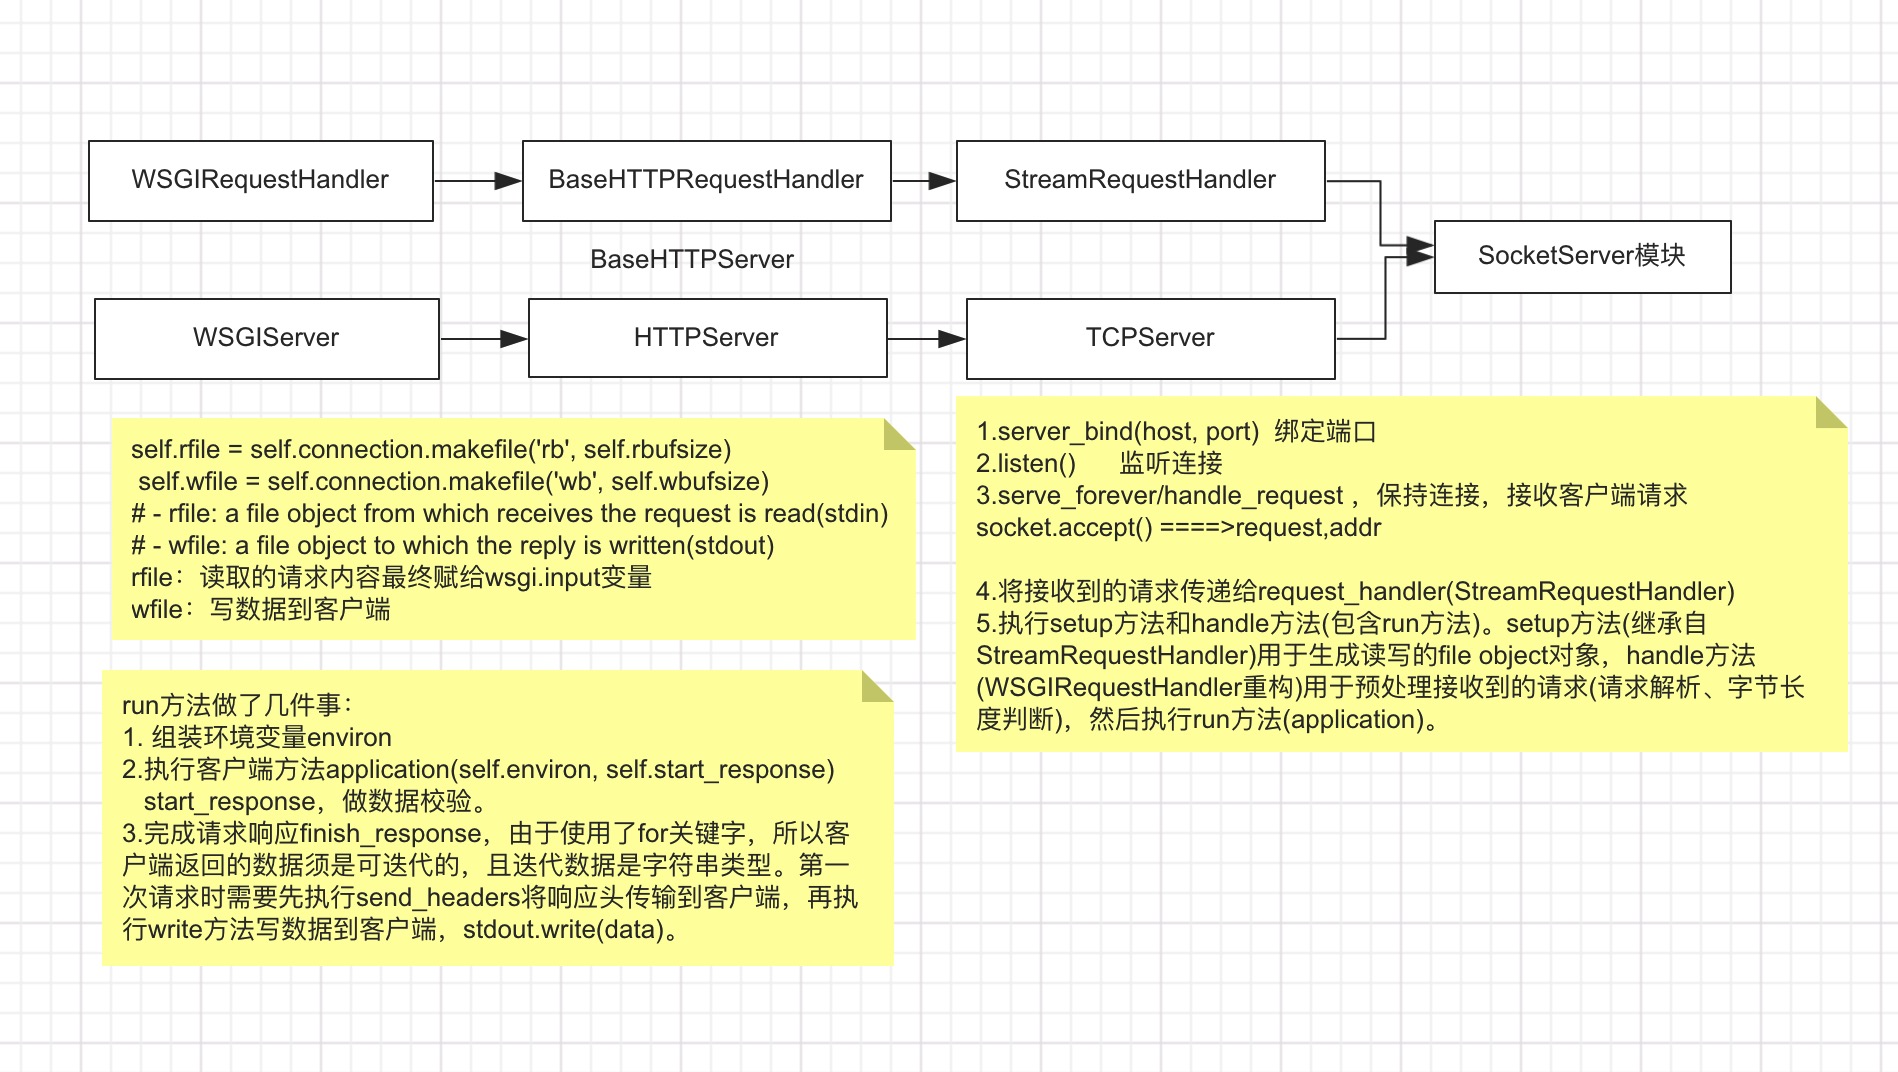 WSGIRequestHandler
BaseHTTPRequestHandler
StreamRequestHandler
SocketServer模块
BaseHTTPServer
WSGIServer
HTTPServer
TCPServer
self.rfile = self.connection.makefile('rb', self.rbufsize)
self.wfile = self.connection.makefile('wb', self.wbufsize)
# - rfile: a file object from which receives the request is read(stdin)
# - wfile: a file object to which the reply is written(stdout)
rfile：读取的请求内容最终赋给wsgi.input变量
wfile：写数据到客户端
1.server_bind(host, port)  绑定端口
2.listen()      监听连接
3.serve_forever/handle_request ，保持连接，接收客户端请求
socket.accept() ====>request,addr
4.将接收到的请求传递给request_handler(StreamRequestHandler)
5.执行setup方法和handle方法(包含run方法)。setup方法(继承自
StreamRequestHandler)用于生成读写的file object对象，handle方法
(WSGIRequestHandler重构)用于预处理接收到的请求(请求解析、字节长
度判断)，然后执行run方法(application)。
run方法做了几件事：
1. 组装环境变量environ
2.执行客户端方法application(self.environ, self.start_response)
start_response，做数据校验。
3.完成请求响应finish_response，由于使用了for关键字，所以客
户端返回的数据须是可迭代的，且迭代数据是字符串类型。第一
次请求时需要先执行send_headers将响应头传输到客户端，再执
行write方法写数据到客户端，stdout.write(data)。